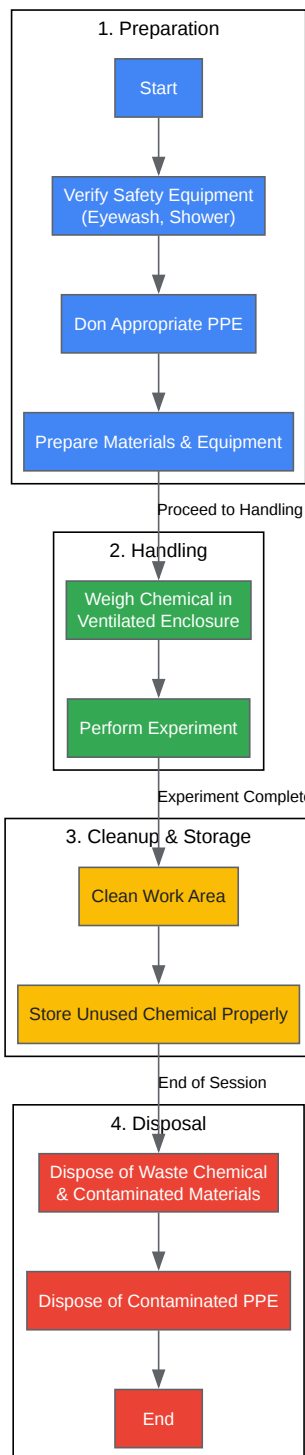 1. Preparation
Start
Verify Safety Equipment
(Eyewash, Shower)
Don Appropriate PPE
Prepare Materials & Equipment
Proceed to Handling
2. Handling
Weigh Chemical in
Ventilated Enclosure
Perform Experiment
Experiment Complete
3. Cleanup & Storage
Clean Work Area
Store Unused Chemical Properly
End of Session
4. Disposal
Dispose of Waste Chemical
& Contaminated Materials
Dispose of Contaminated PPE
End